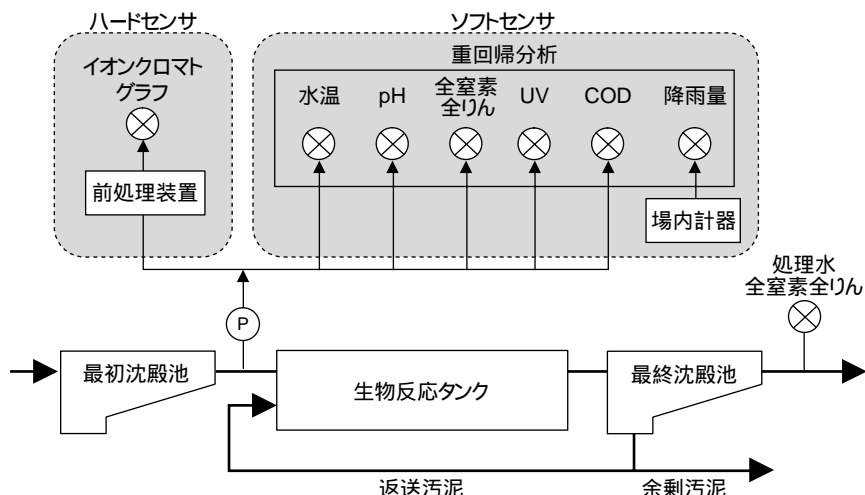 ハードセンサ
ソフトセンサ
イオンクロマト
グラフ
前処理装置
重回帰分析
水温
pH
全窒素
全りん
UV
COD
降雨量
場内計器
処理水
全窒素全りん
P
最初沈殿池
生物反応タンク
最終沈殿池
返送汚泥
余剰汚泥